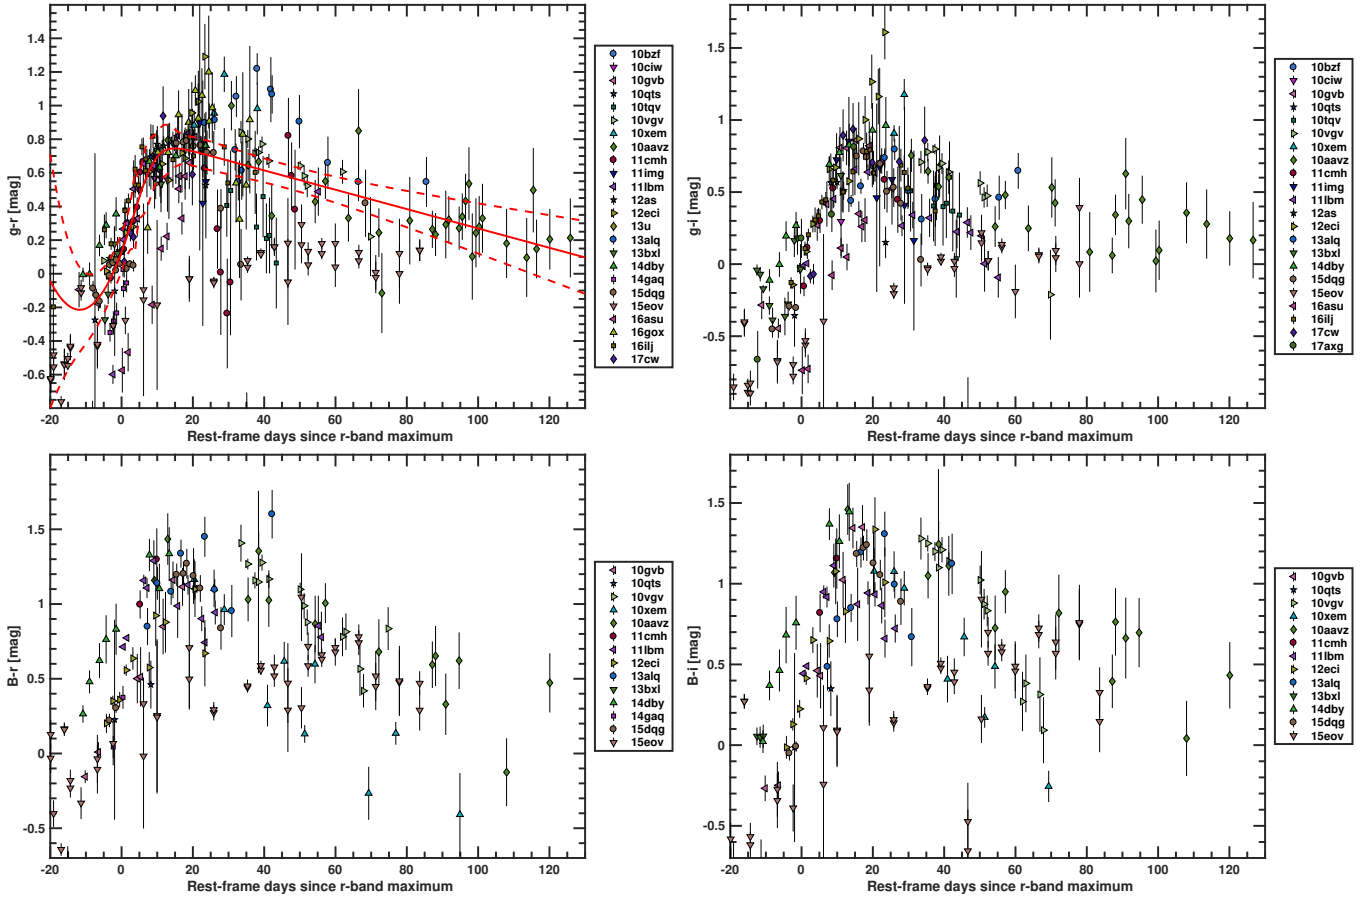 g-r [mag]
1.4
1.2
1
0.8
0.6
0.4
0.2
0
-0.2
-0.4
-0.6
-20
0
20
40
60
80
100
120
Rest-frame days since r-band maximum
10bzf
10ciw
10gvb
10qts
10tqv
10vgv
10xem
10aavz
11cmh
11img
11lbm
12as
12eci
13u
13alq
13bxl
14dby
14gaq
15dqg
15eov
16asu
16gox
16ilj
17cw
g-i [mag]
1.5
1
0.5
0
-0.5
-20
0
20
40
60
80
100
120
Rest-frame days since r-band maximum
10bzf
10ciw
10gvb
10qts
10tqv
10vgv
10xem
10aavz
11cmh
11img
11lbm
12as
12eci
13alq
13bxl
14dby
15dqg
15eov
16asu
16ilj
17cw
17axg
B-r [mag]
1.5
1
0.5
0
-0.5
-20
0
20
40
60
80
100
120
Rest-frame days since r-band maximum
10gvb
10qts
10vgv
10xem
10aavz
11cmh
11lbm
12eci
13alq
13bxl
14dby
14gaq
15dqg
15eov
B-i [mag]
1.5
1
0.5
0
-0.5
-20
0
20
40
60
80
100
120
Rest-frame days since r-band maximum
10gvb
10qts
10vgv
10xem
10aavz
11cmh
11lbm
12eci
13alq
13bxl
14dby
15dqg
15eov